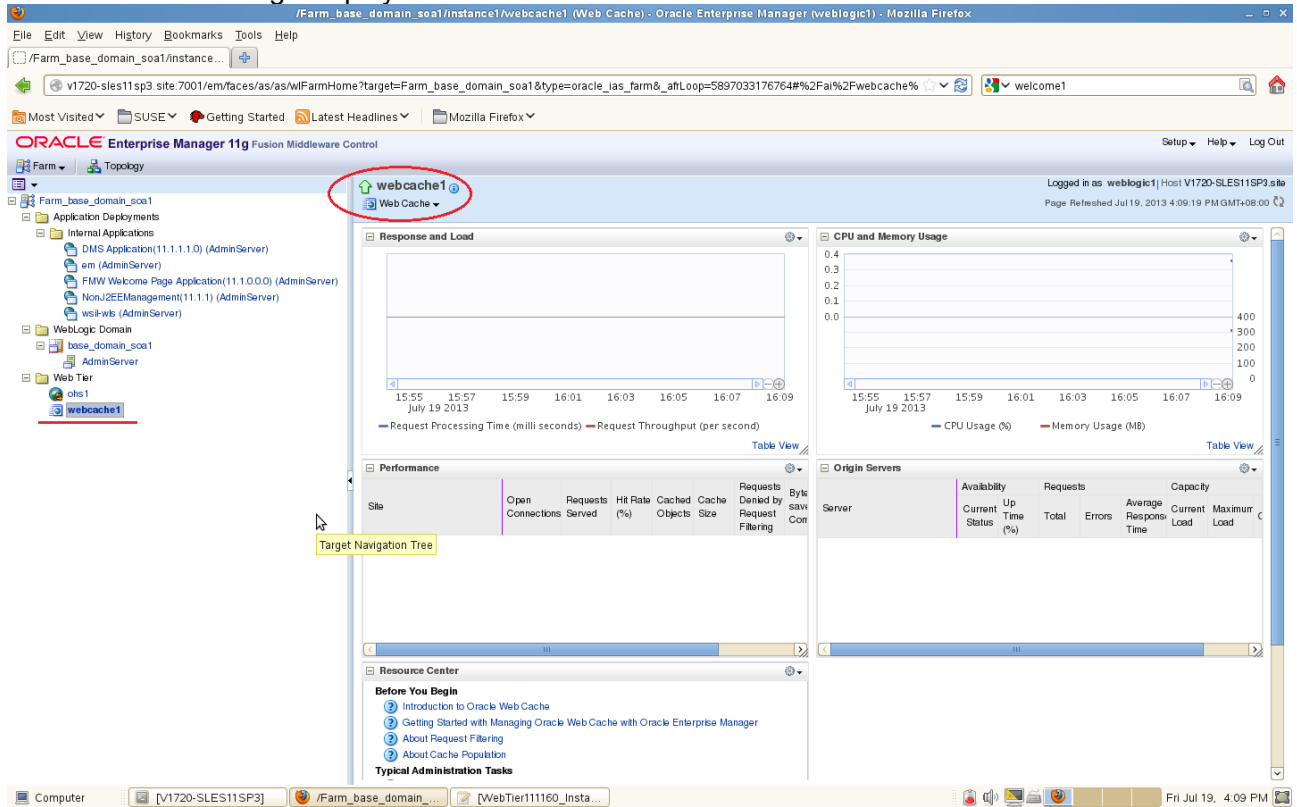 /Farm_base_domain_soa1/instance1/webcache1 (Web Cache) - Oracle Enterprise Manager (weblogic1) - Mozilla Firefox
File Edit View History Bookmarks Tools Help
/Farm_base_domain_soa1/instance...
v1720-sles11sp3.site:7001/em/faces/as/as/wlFarmHome?target=Farm_base_domain_soa1&type=oracle_ias_farm&_afrLoop=5897033176764#%2Fai%2Fwebcache% welcome1
Most Visited SUSE Getting Started Latest Headlines Mozilla Firefox
ORACLE Enterprise Manager 11g Fusion Middleware Control Setup Help Log Out
Farm Topology
webcache1
Web Cache
Logged in as weblogic1| Host V1720-SLES11SP3.site
Page Refreshed Jul 19, 2013 4:09:19 PM GMT+08:00
Farm_base_domain_soa1
Application Deployments
Internal Applications
DMS Application(11.1.1.1.0) (AdminServer)
em (AdminServer)
FMW Welcome Page Application(11.1.0.0.0) (AdminServer)
NonJ2EEManagement(11.1.1) (AdminServer)
wsil-wls (AdminServer)
WebLogic Domain
base_domain_soa1
AdminServer
Web Tier
ohs1
webcache1
Target Navigation Tree
Response and Load
15:55 15:57 15:59 16:01 16:03 16:05 16:07 16:09
July 19 2013
Request Processing Time (milli seconds) Request Throughput (per second)
Table View
CPU and Memory Usage
0.4
0.3
0.2
0.1
0.0
400
300
200
100
0
15:55 15:57 15:59 16:01 16:03 16:05 16:07 16:09
July 19 2013
CPU Usage (%) Memory Usage (MB)
Table View
Performance
Site
Open Connections
Requests Served
Hit Rate (%)
Cached Objects
Cache Size
Requests Denied by Request Filtering
Origin Servers
Server
Availability
Current Status
Up Time (%)
Requests
Total
Errors
Average Response Time
Capacity
Current Load
Maximum Load
Resource Center
Before You Begin
Introduction to Oracle Web Cache
Getting Started with Managing Oracle Web Cache with Oracle Enterprise Manager
About Request Filtering
About Cache Population
Typical Administration Tasks
Computer [V1720-SLES11SP3] /Farm_base_domain_... [WebTier111160_Insta... Fri Jul 19, 4:09 PM